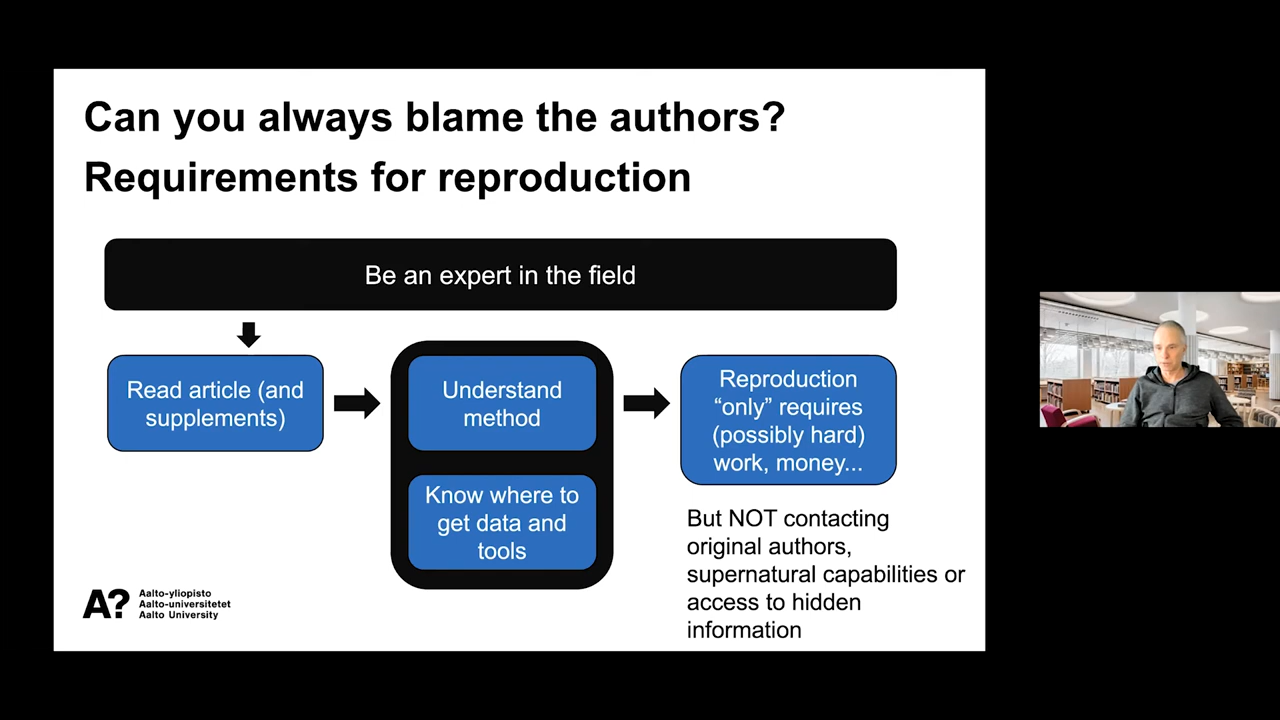 Can you always blame the authors?
Requirements for reproduction
Be an expert in the field
Read article (and
supplements)
Understand
method
Know where to
get data and
tools
Reproduction
“only” requires
(possibly hard)
work, money...
But NOT contacting
original authors,
supernatural capabilities or
access to hidden
information
A?
Aalto-yliopisto
Aalto-universitetet
Aalto University